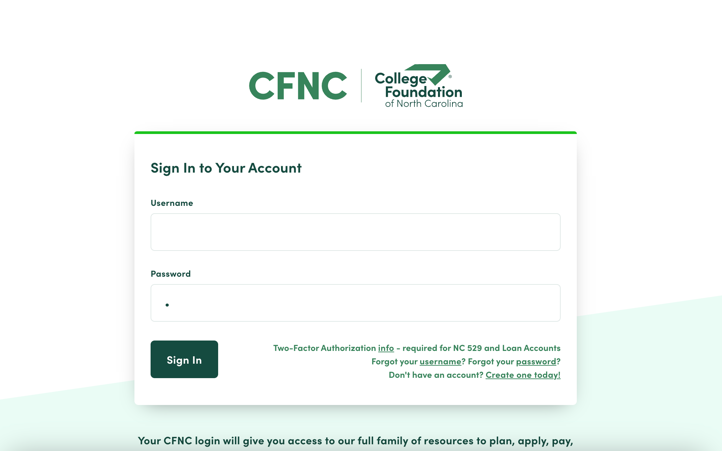 CFNC
College
Foundation
of North Carolina
Sign In to Your Account
Username
Password
Sign In
Two-Factor Authorization info - required for NC 529 and Loan Accounts
Forgot your username? Forgot your password?
Don't have an account? Create one today!
Your CFNC login will give you access to our full family of resources to plan, apply, pay,